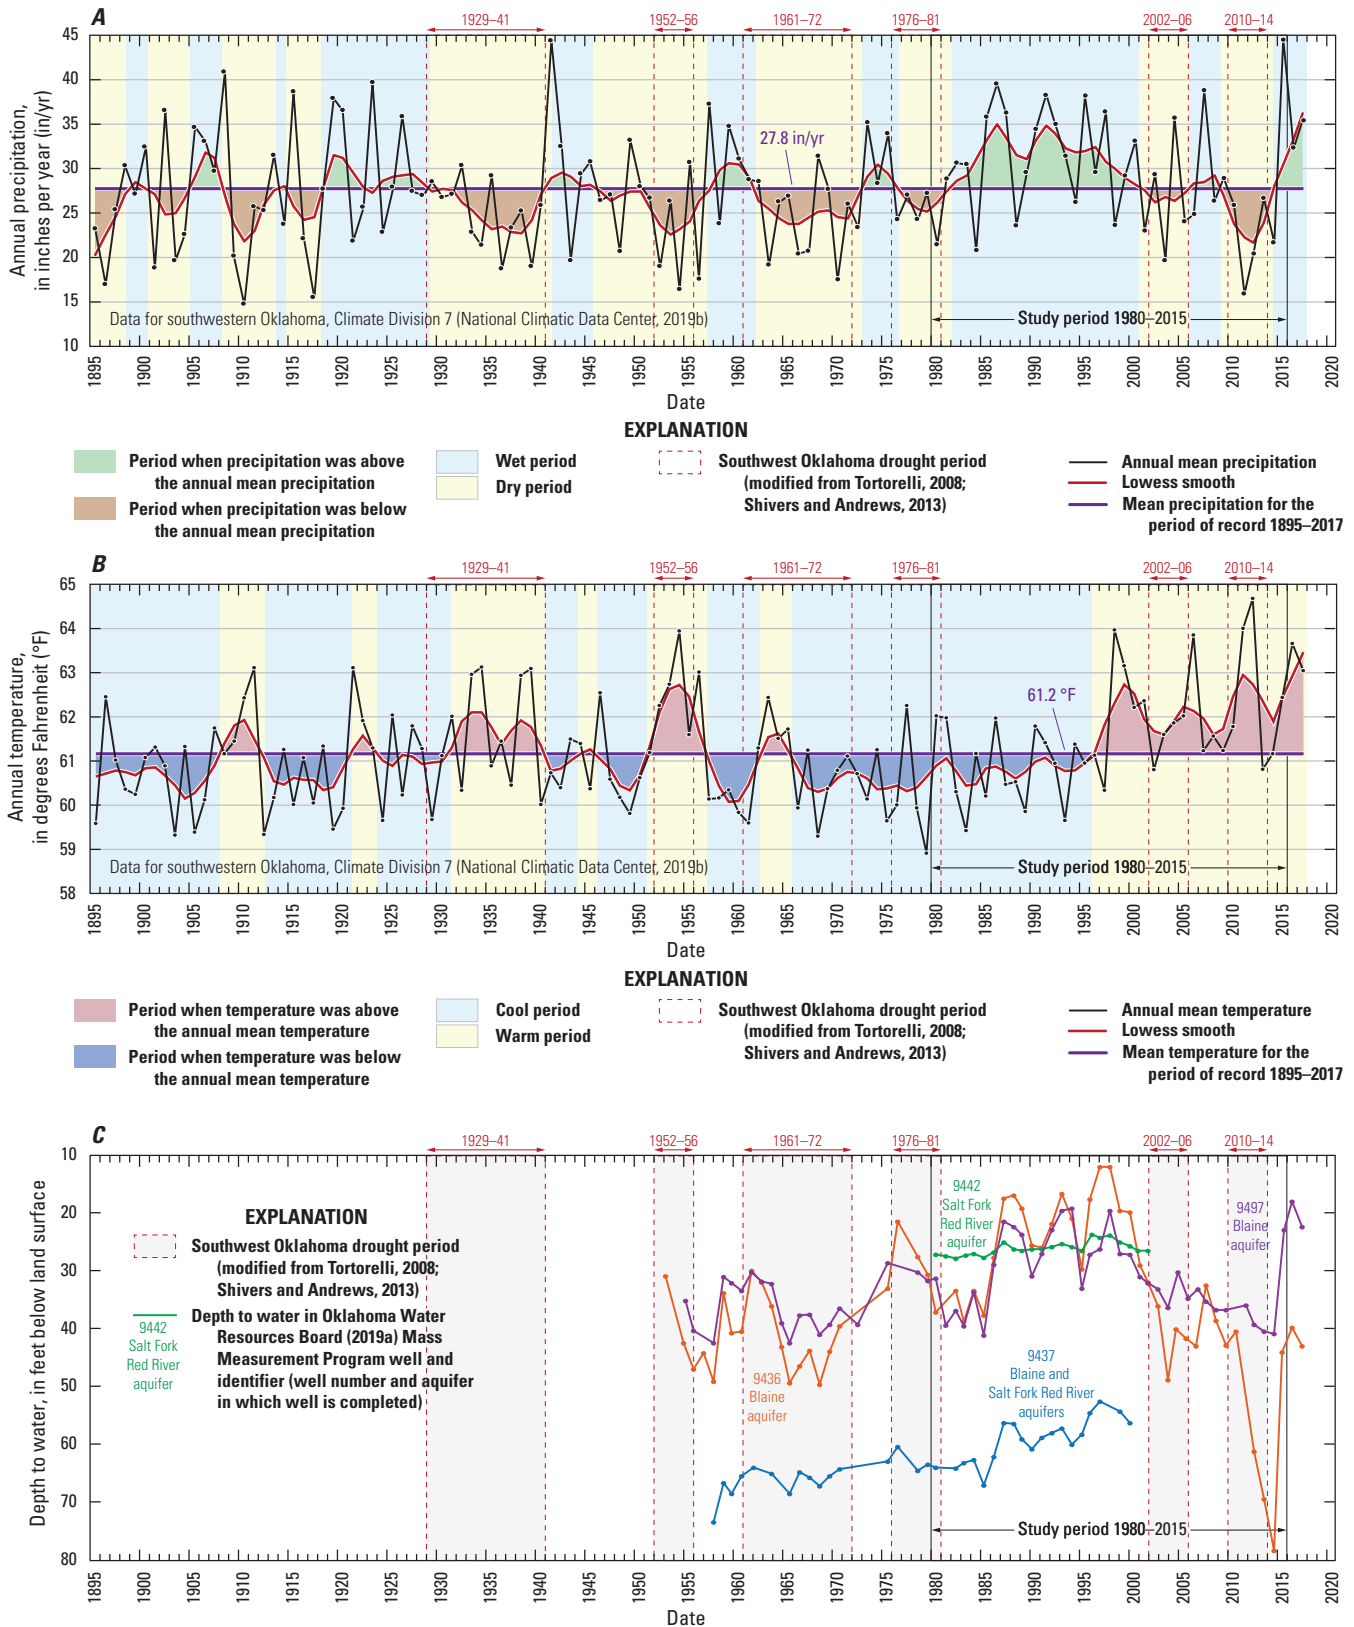 A
1929–41
1952–56
1961–72
1976–81
2002–06
2010–14
Annual precipitation,
in inches per year (in/yr)
45
40
35
30
25
20
15
10
27.8 in/yr
Data for southwestern Oklahoma, Climate Division 7 (National Climatic Data Center, 2019b)
Study period 1980–2015
1895
1900
1905
1910
1915
1920
1925
1930
1935
1940
1945
1950
1955
1960
1965
1970
1975
1980
1985
1990
1995
2000
2005
2010
2015
2020
Date
EXPLANATION
Period when precipitation was above
the annual mean precipitation
Period when precipitation was below
the annual mean precipitation
Wet period
Dry period
Southwest Oklahoma drought period
(modified from Tortorelli, 2008;
Shivers and Andrews, 2013)
Annual mean precipitation
Lowess smooth
Mean precipitation for the
period of record 1895–2017
B
1929–41
1952–56
1961–72
1976–81
2002–06
2010–14
Annual temperature,
in degrees Fahrenheit (°F)
65
64
63
62
61
60
59
58
61.2 °F
Data for southwestern Oklahoma, Climate Division 7 (National Climatic Data Center, 2019b)
Study period 1980–2015
1895
1900
1905
1910
1915
1920
1925
1930
1935
1940
1945
1950
1955
1960
1965
1970
1975
1980
1985
1990
1995
2000
2005
2010
2015
2020
Date
EXPLANATION
Period when temperature was above
the annual mean temperature
Period when temperature was below
the annual mean temperature
Cool period
Warm period
Southwest Oklahoma drought period
(modified from Tortorelli, 2008;
Shivers and Andrews, 2013)
Annual mean temperature
Lowess smooth
Mean temperature for the
period of record 1895–2017
C
1929–41
1952–56
1961–72
1976–81
2002–06
2010–14
Depth to water, in feet below land surface
10
20
30
40
50
60
70
80
EXPLANATION
Southwest Oklahoma drought period
(modified from Tortorelli, 2008;
Shivers and Andrews, 2013)
9442
Salt Fork
Red River
aquifer
Depth to water in Oklahoma Water
Resources Board (2019a) Mass
Measurement Program well and
identifier (well number and aquifer
in which well is completed)
9442
Salt Fork
Red River
aquifer
9497
Blaine
aquifer
9436
Blaine
aquifer
9437
Blaine and
Salt Fork Red River
aquifers
Study period 1980–2015
1895
1900
1905
1910
1915
1920
1925
1930
1935
1940
1945
1950
1955
1960
1965
1970
1975
1980
1985
1990
1995
2000
2005
2010
2015
2020
Date